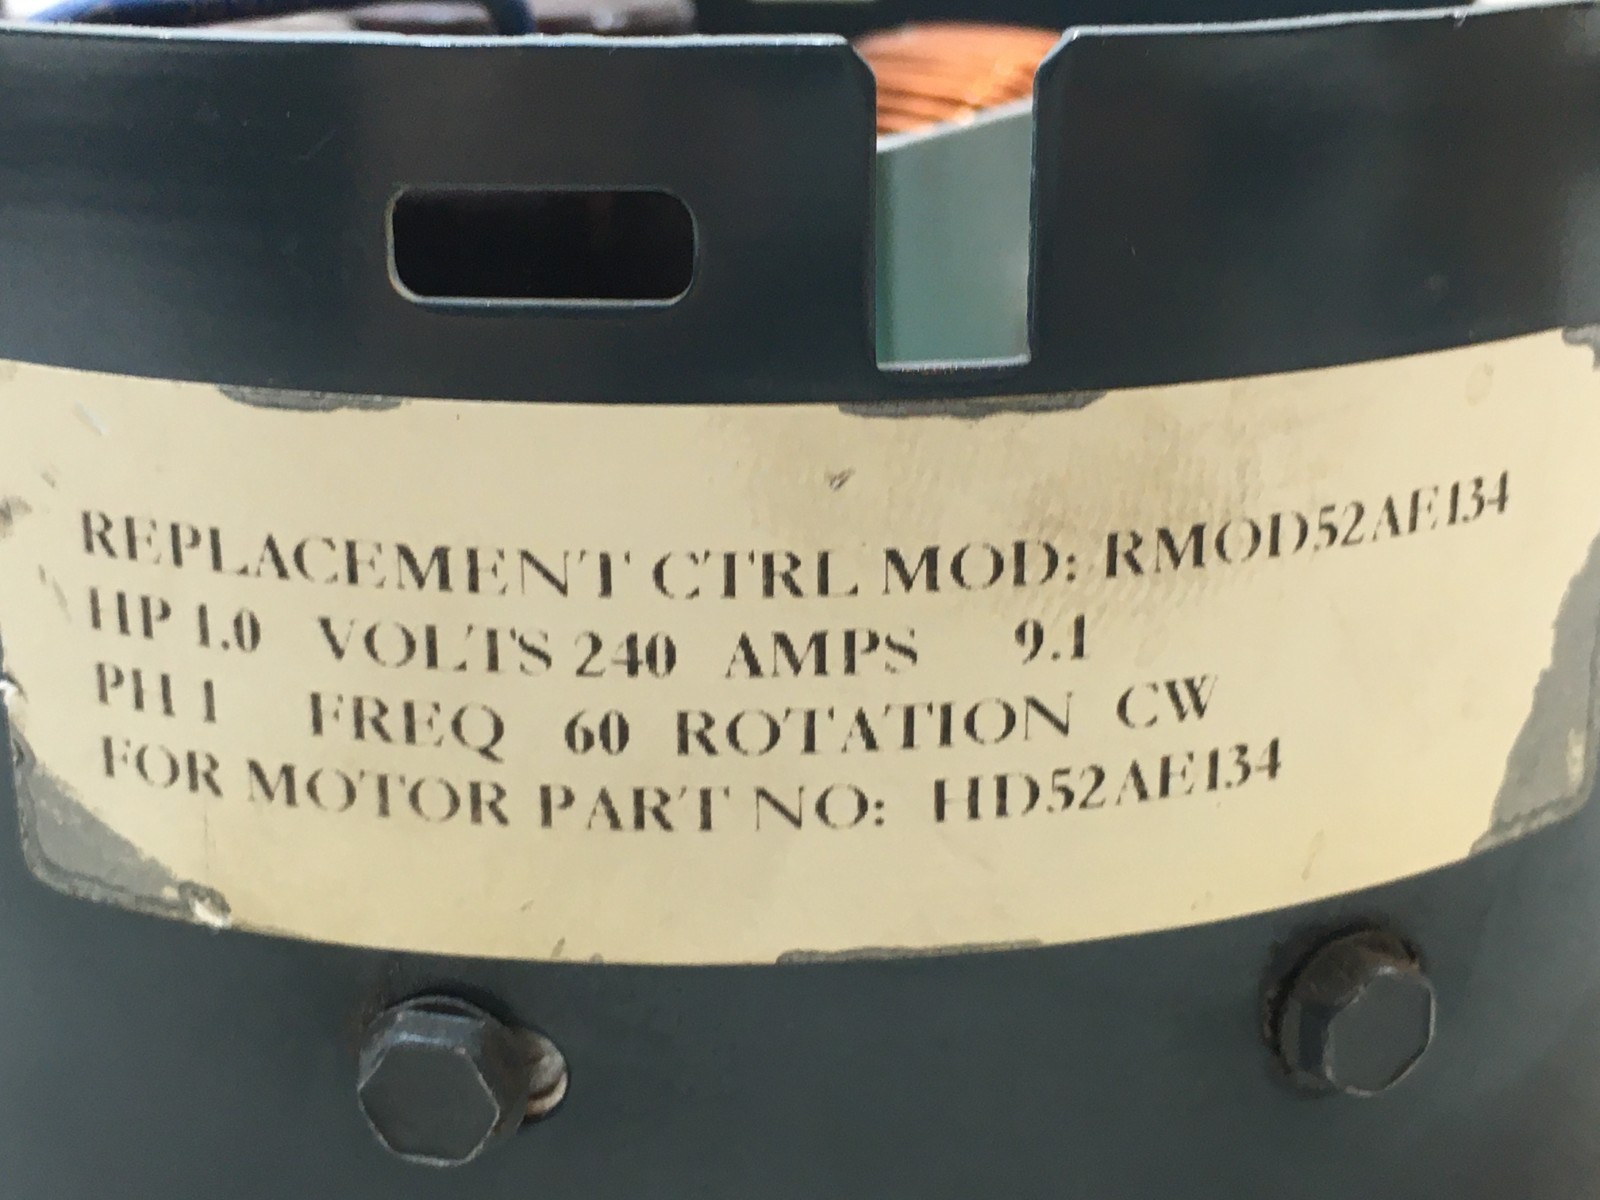 REPLACEMENT CTRL MOD: RMOD52AE134
HP 1.0 VOLTS 240 AMPS 9.1
PH 1 FREQ 60 ROTATION CW
FOR MOTOR PART NO: HD52AE134